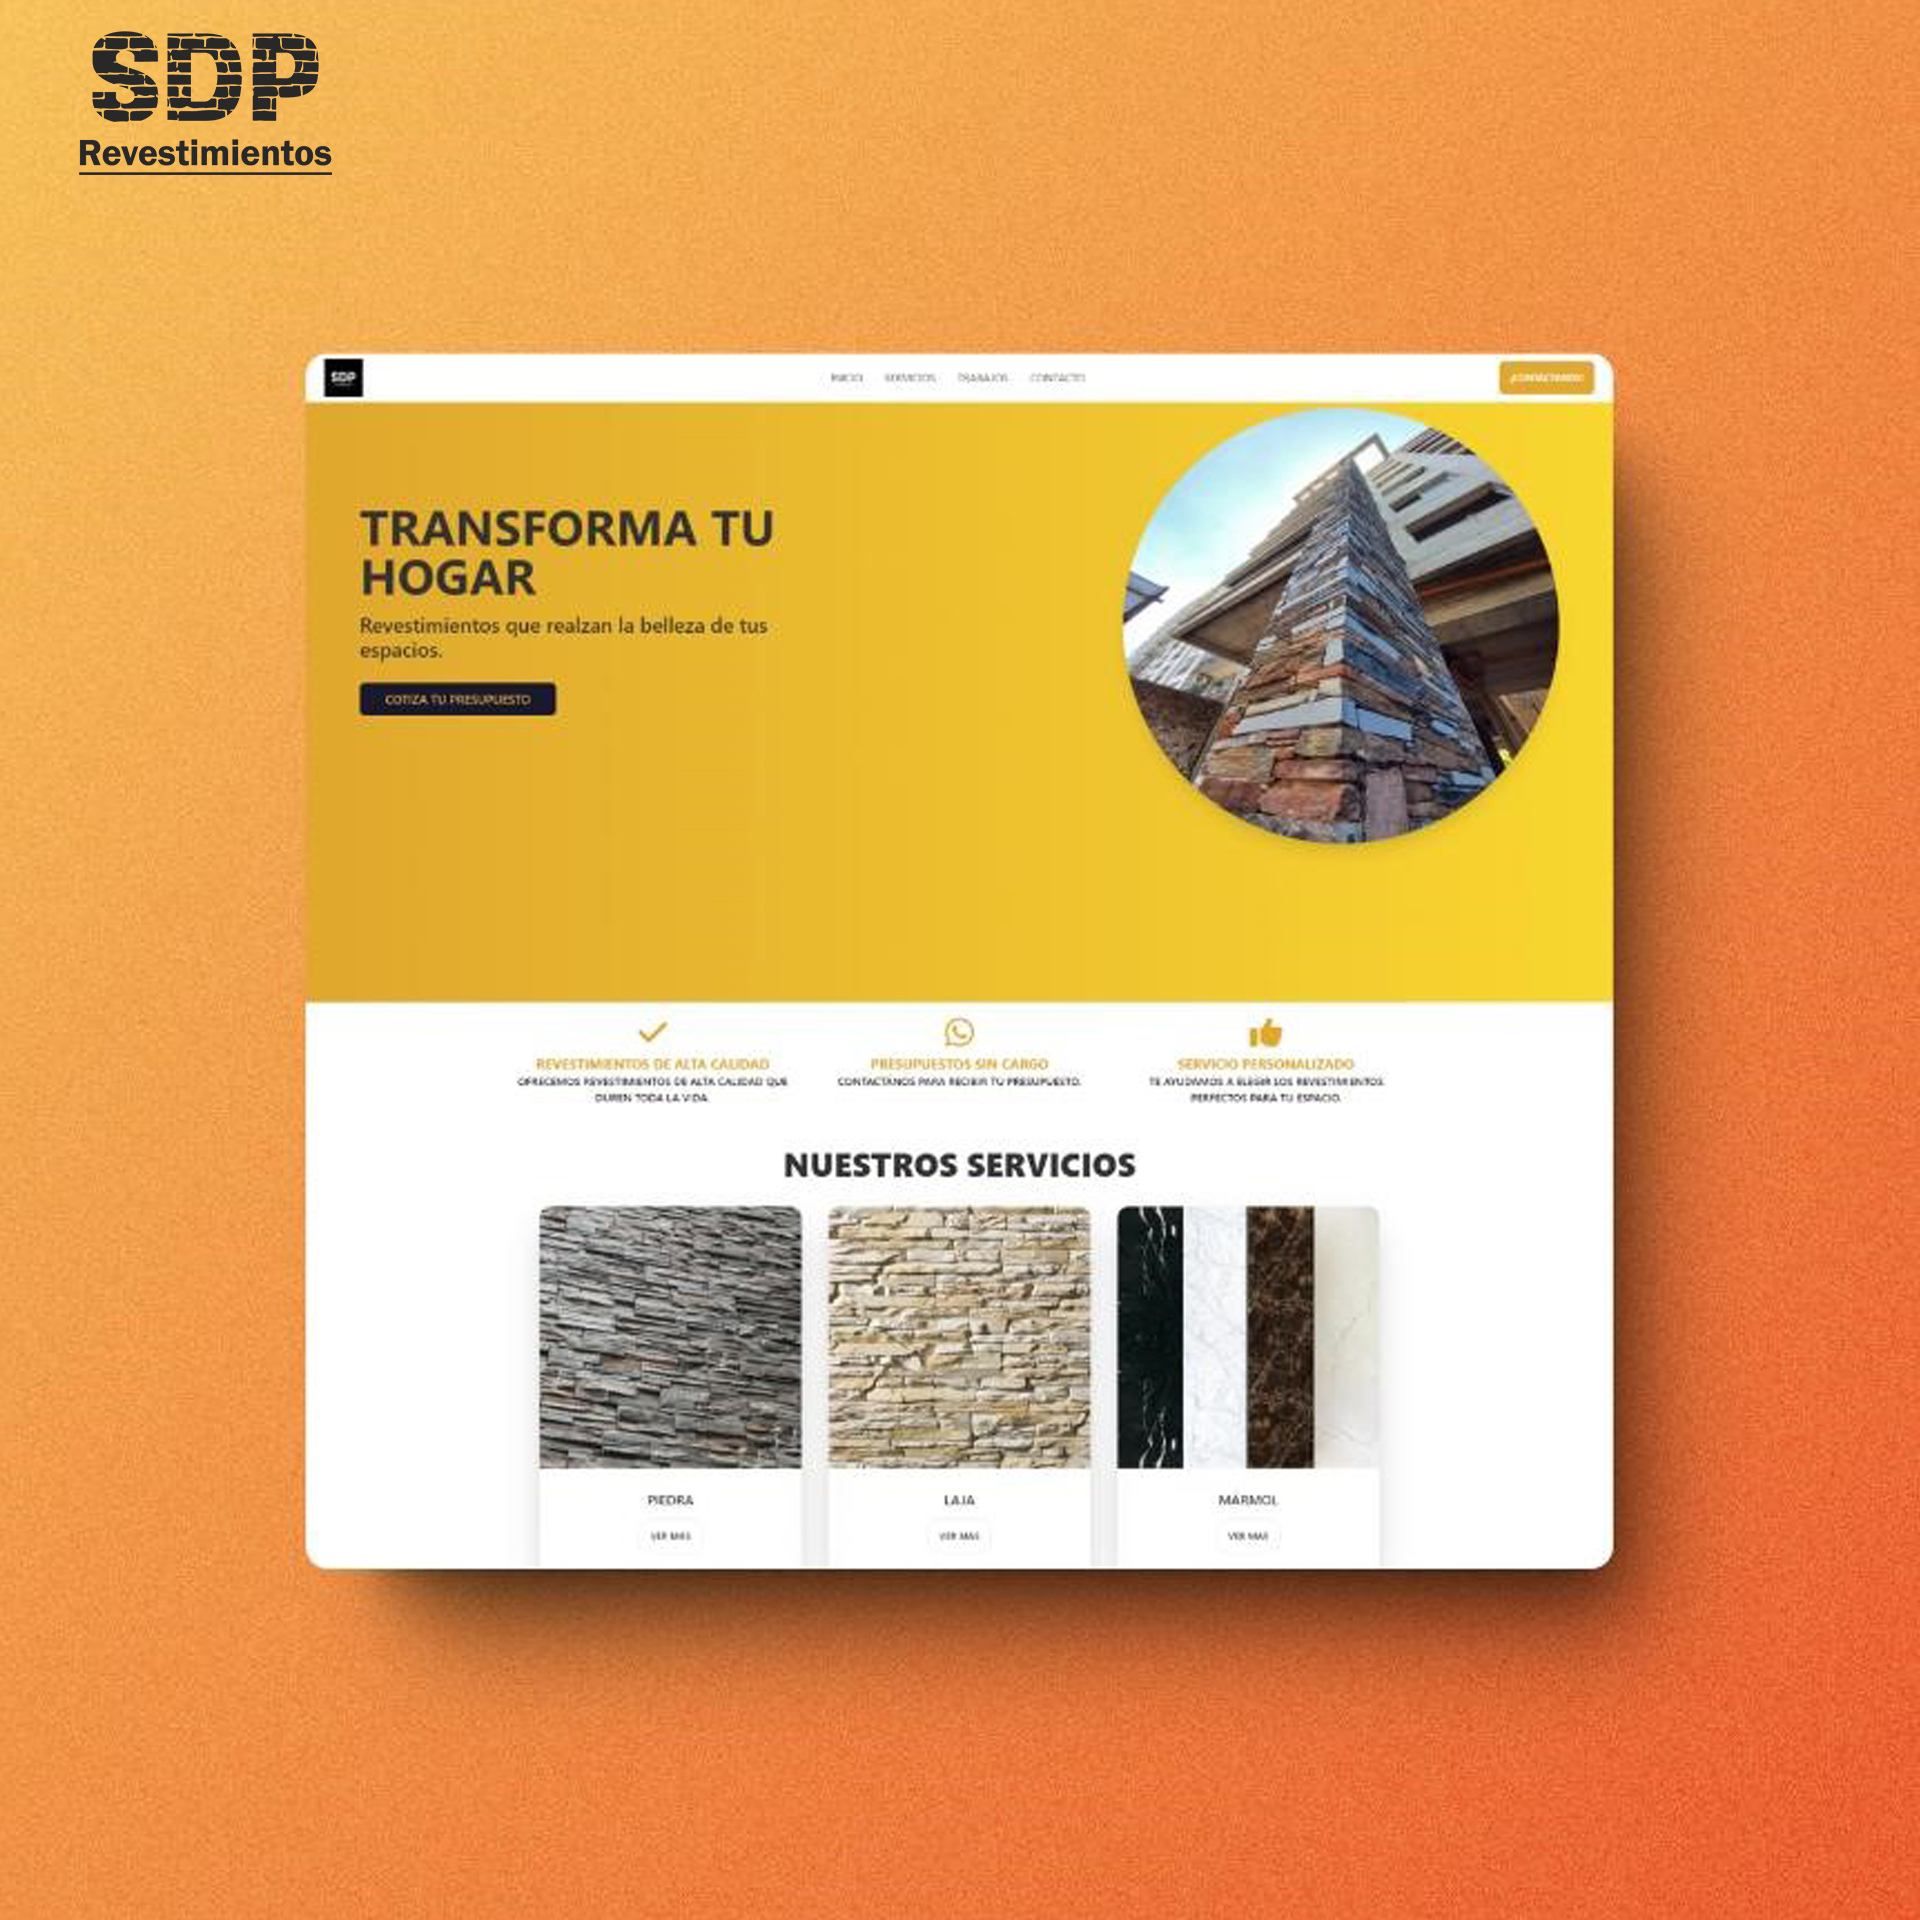 SDP
Revestimientos
SDP
INICIO SERVICIOS TRABAJOS CONTACTO
¡CONTACTANOS!
TRANSFORMA TU
HOGAR
Revestimientos que realzan la belleza de tus
espacios.
COTIZA TU PRESUPUESTO
REVESTIMIENTOS DE ALTA CALIDAD
OFRECEMOS REVESTIMIENTOS DE ALTA CALIDAD QUE
DUREN TODA LA VIDA.
PRESUPUESTOS SIN CARGO
CONTACTANOS PARA RECIBIR TU PRESUPUESTO.
SERVICIO PERSONALIZADO
TE AYUDAMOS A ELEGIR LOS REVESTIMIENTOS
PERFECTOS PARA TU ESPACIO.
NUESTROS SERVICIOS
PIEDRA
VER MAS
LAJA
VER MAS
MARMOL
VER MAS